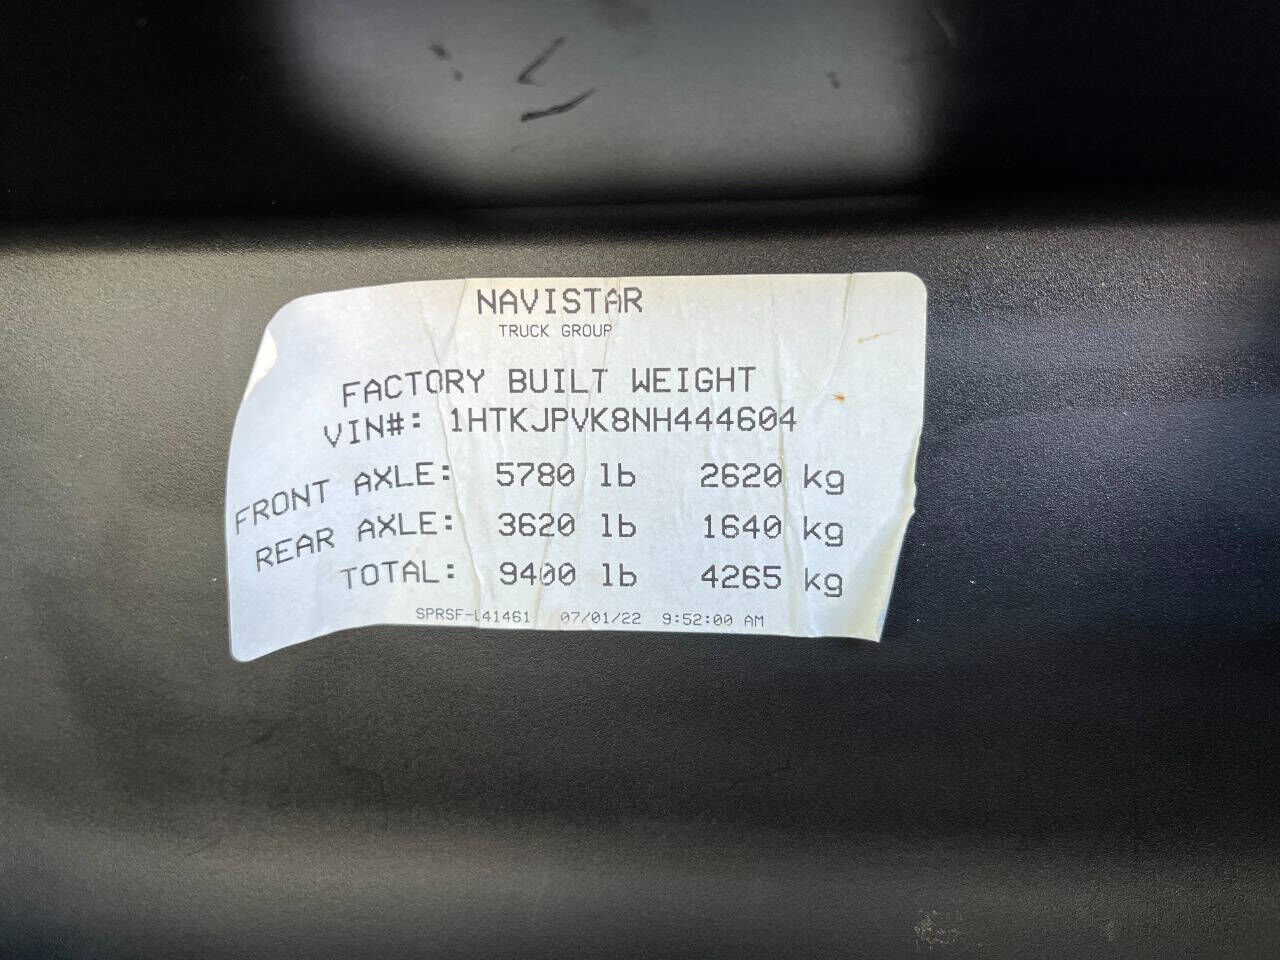 NAVISTAR
TRUCK GROUP
FACTORY BUILT WEIGHT
VIN#: 1HTKJPVK8NH444604
FRONT AXLE: 5780 lb 2620 kg
REAR AXLE: 3620 lb 1640 kg
TOTAL: 9400 lb 4265 kg
SPRSF-L41461 07/01/22 9:52:00 AM